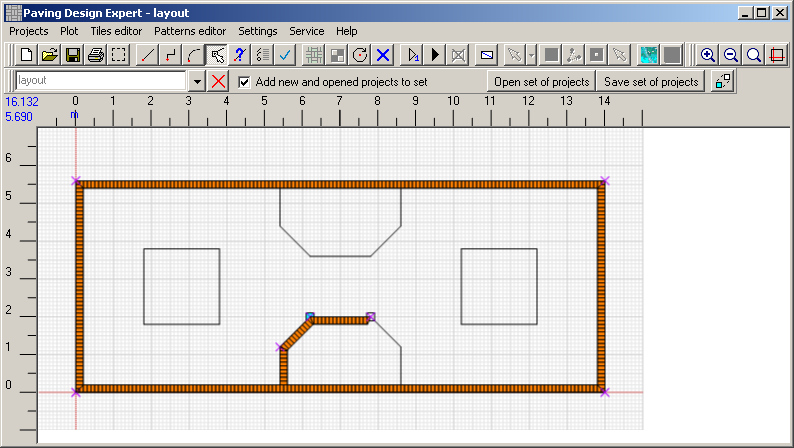 Paving Design Expert - layout
Projects Plot Tiles editor Patterns editor Settings Service Help
layout Add new and opened projects to set Open set of projects Save set of projects
16.132 0 1 2 3 4 5 6 7 8 9 10 11 12 13 14
5.690 m
6
5
4
3
2
1
0